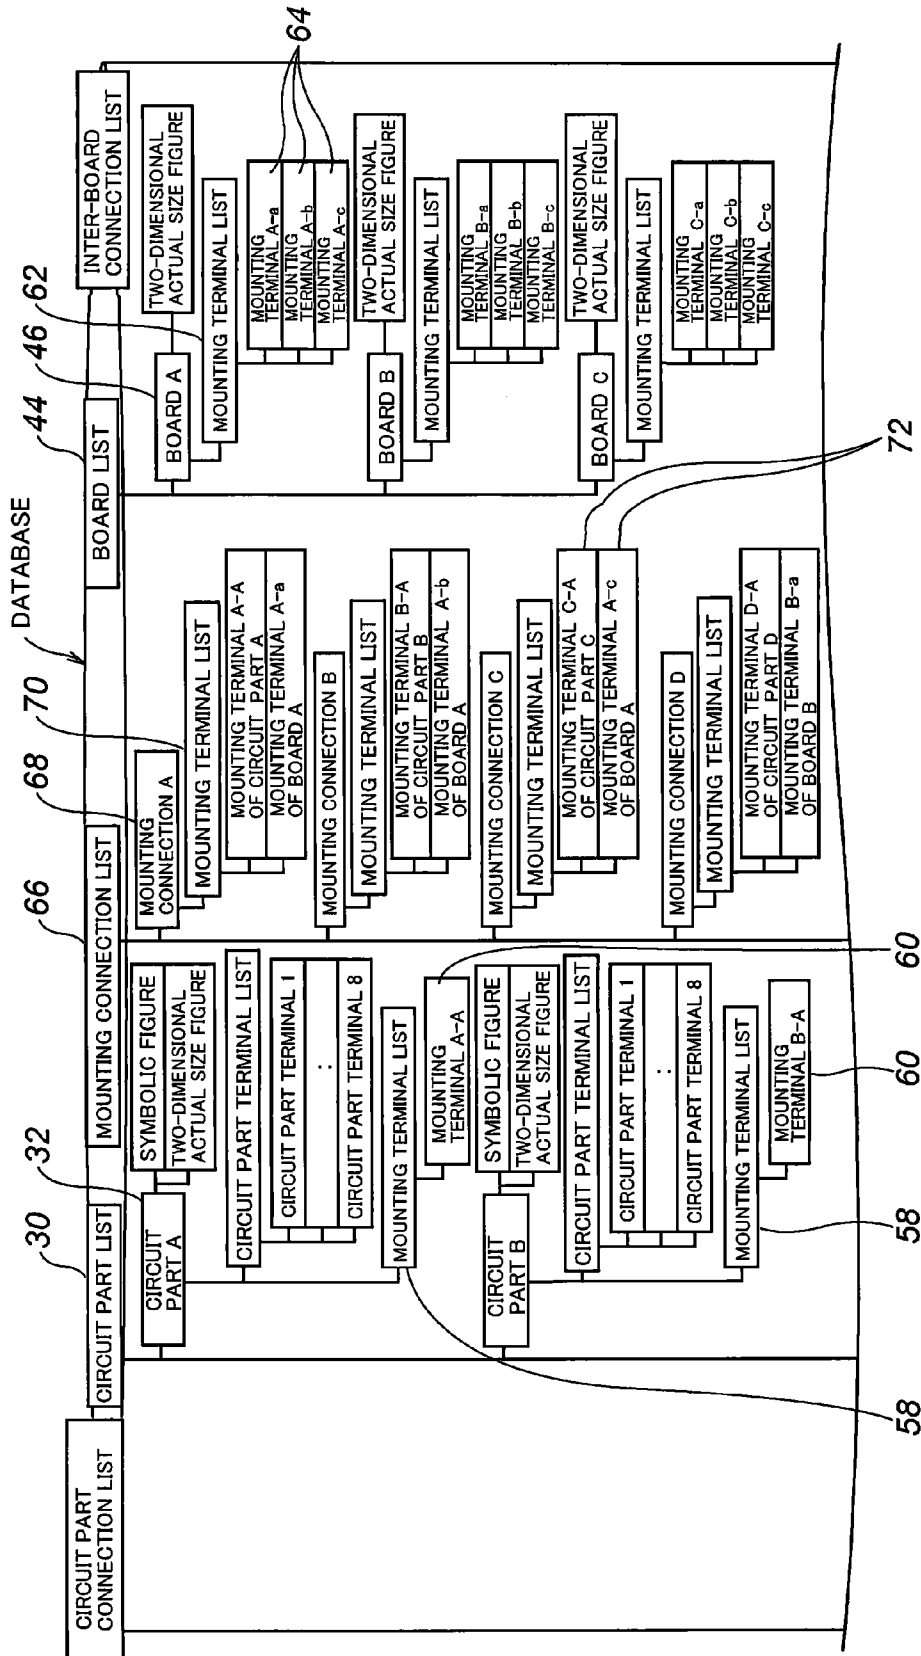 DATABASE
30
32
66
68
70
44
46
62
CIRCUIT PART
CONNECTION LIST
CIRCUIT PART LIST
MOUNTING CONNECTION LIST
BOARD LIST
INTER-BOARD
CONNECTION LIST
CIRCUIT
PART A
SYMBOLIC FIGURE
TWO-DIMENSIONAL
ACTUAL SIZE FIGURE
CIRCUIT PART TERMINAL LIST
CIRCUIT PART TERMINAL 1
:
CIRCUIT PART TERMINAL 8
MOUNTING TERMINAL LIST
MOUNTING
TERMINAL A-A
CIRCUIT
PART B
SYMBOLIC FIGURE
TWO-DIMENSIONAL
ACTUAL SIZE FIGURE
CIRCUIT PART TERMINAL LIST
CIRCUIT PART TERMINAL 1
:
CIRCUIT PART TERMINAL 8
MOUNTING TERMINAL LIST
MOUNTING
TERMINAL B-A
58
58
60
60
MOUNTING
CONNECTION A
MOUNTING TERMINAL LIST
MOUNTING TERMINAL A-A
OF CIRCUIT PART A
MOUNTING TERMINAL A-a
OF BOARD A
MOUNTING CONNECTION B
MOUNTING TERMINAL LIST
MOUNTING TERMINAL B-A
OF CIRCUIT PART B
MOUNTING TERMINAL A-b
OF BOARD A
MOUNTING CONNECTION C
MOUNTING TERMINAL LIST
MOUNTING TERMINAL C-A
OF CIRCUIT PART C
MOUNTING TERMINAL A-c
OF BOARD A
MOUNTING CONNECTION D
MOUNTING TERMINAL LIST
MOUNTING TERMINAL D-A
OF CIRCUIT PART D
MOUNTING TERMINAL B-a
OF BOARD B
72
BOARD A
TWO-DIMENSIONAL
ACTUAL SIZE FIGURE
MOUNTING TERMINAL LIST
MOUNTING
TERMINAL A-a
MOUNTING
TERMINAL A-b
MOUNTING
TERMINAL A-c
64
BOARD B
TWO-DIMENSIONAL
ACTUAL SIZE FIGURE
MOUNTING TERMINAL LIST
MOUNTING
TERMINAL B-a
MOUNTING
TERMINAL B-b
MOUNTING
TERMINAL B-c
BOARD C
TWO-DIMENSIONAL
ACTUAL SIZE FIGURE
MOUNTING TERMINAL LIST
MOUNTING
TERMINAL C-a
MOUNTING
TERMINAL C-b
MOUNTING
TERMINAL C-c